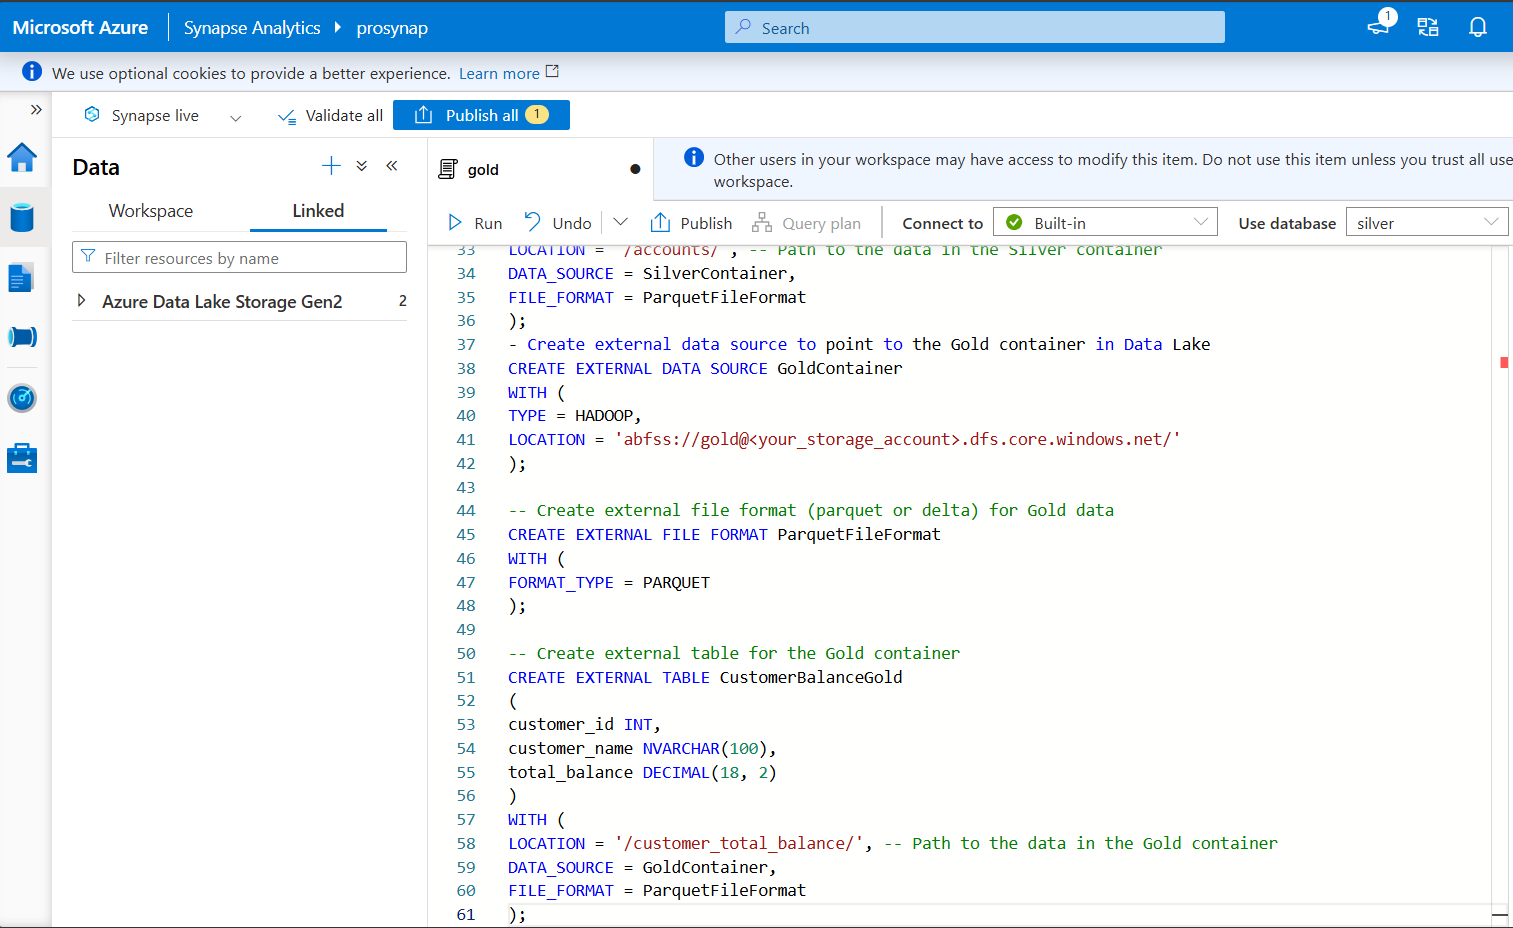 Microsoft Azure
Synapse Analytics
prosynap
Search
1
We use optional cookies to provide a better experience. Learn more
Synapse live
Validate all
Publish all 1
Data
Workspace
Linked
Filter resources by name
Azure Data Lake Storage Gen2 2
gold
Other users in your workspace may have access to modify this item. Do not use this item unless you trust all use
workspace.
Run
Undo
Publish
Query plan
Connect to
Built-in
Use database
silver
33 LOCATION = '/accounts/', -- Path to the data in the Silver container
34 DATA_SOURCE = SilverContainer,
35 FILE_FORMAT = ParquetFileFormat
36 );
37 - Create external data source to point to the Gold container in Data Lake
38 CREATE EXTERNAL DATA SOURCE GoldContainer
39 WITH (
40 TYPE = HADOOP,
41 LOCATION = 'abfss://gold@<your_storage_account>.dfs.core.windows.net/'
42 );
43
44 -- Create external file format (parquet or delta) for Gold data
45 CREATE EXTERNAL FILE FORMAT ParquetFileFormat
46 WITH (
47 FORMAT_TYPE = PARQUET
48 );
49
50 -- Create external table for the Gold container
51 CREATE EXTERNAL TABLE CustomerBalanceGold
52 (
53 customer_id INT,
54 customer_name NVARCHAR(100),
55 total_balance DECIMAL(18, 2)
56 )
57 WITH (
58 LOCATION = '/customer_total_balance/', -- Path to the data in the Gold container
59 DATA_SOURCE = GoldContainer,
60 FILE_FORMAT = ParquetFileFormat
61 );